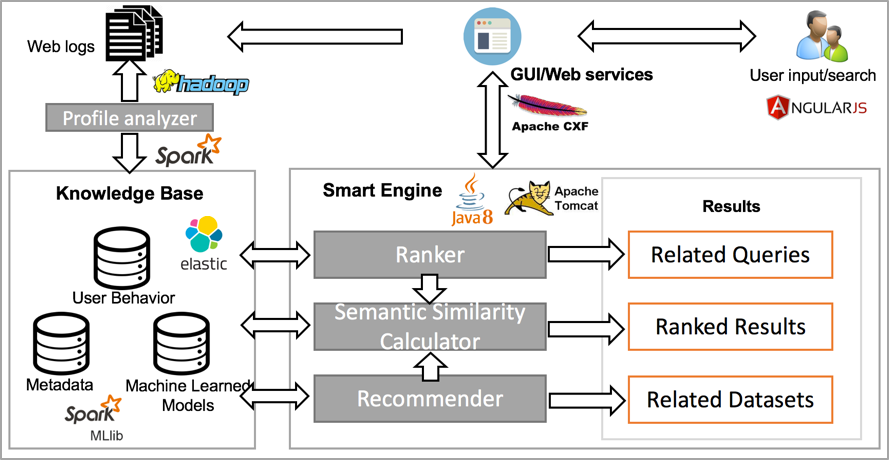 Web logs
hadoop
GUI/Web services
Apache CXF
User input/search
ANGULARJS
Profile analyzer
Spark
Knowledge Base
elastic
User Behavior
Metadata
Machine Learned
Models
Spark
MLlib
Smart Engine
Java8
Apache
Tomcat
Results
Ranker
Related Queries
Semantic Similarity
Calculator
Ranked Results
Recommender
Related Datasets